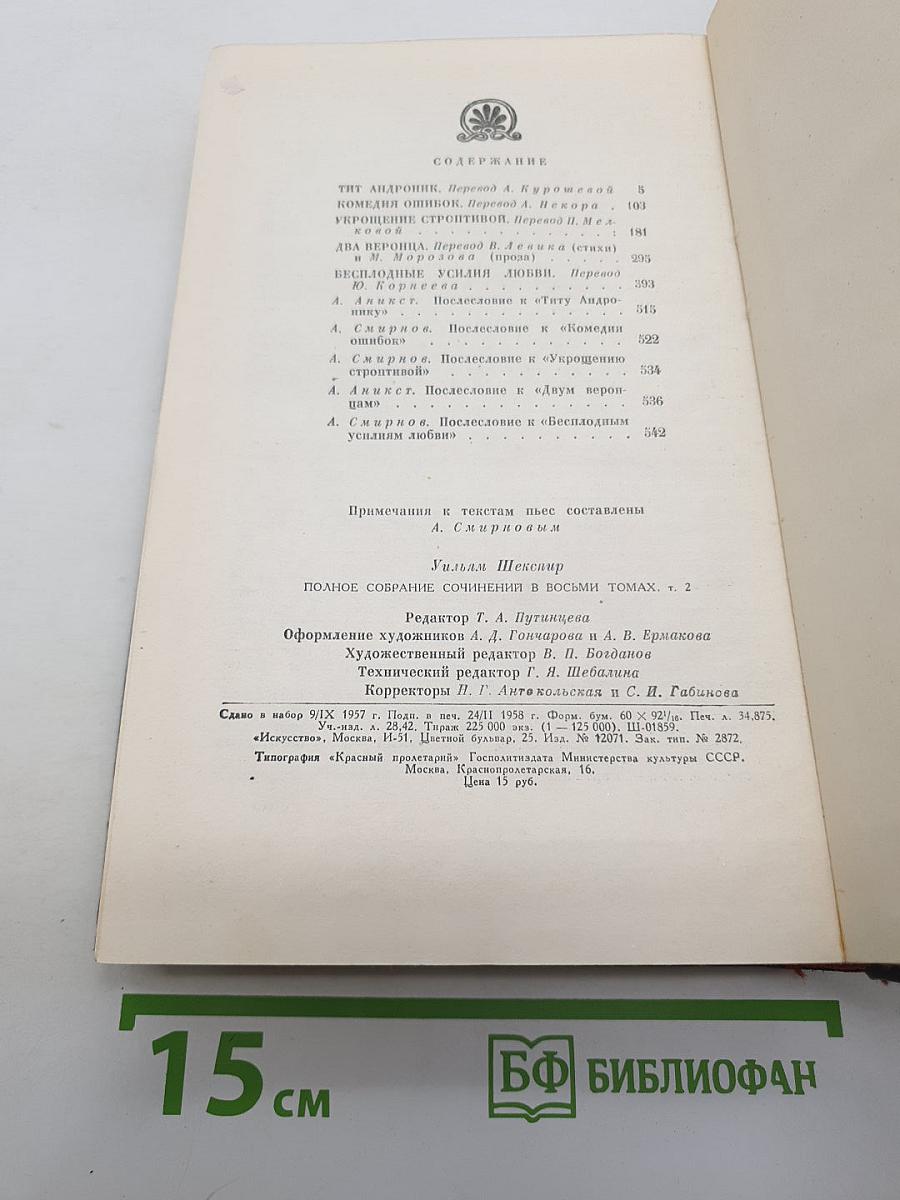 СОДЕРЖАНИЕ
ТИТ АНДРОНИК. Перевод А. Курошевой 5
КОМЕДИЯ ОШИБОК. Перевод А. Некора . 103
УКРОЩЕНИЕ СТРОПТИВОЙ. Перевод П. Мел-
ковой . . . . . . . . . . . . : 181
ДВА ВЕРОНЦА. Перевод В. Левика (стихи)
и М. Морозова (проза) . . . . . 295
БЕСПЛОДНЫЕ УСИЛИЯ ЛЮБВИ. Перевод
Ю. Корнеева . . . . . . . . . . 393
А. Аникст. Послесловие к «Титу Андро-
нику» . . . . . . . . . . . . . . 515
А. Смирнов. Послесловие к «Комедии
ошибок» . . . . . . . . . . . . 522
А. Смирнов. Послесловие к «Укрощению
строптивой» . . . . . . . . . . . 534
А. Аникст. Послесловие к «Двум верон-
цам» . . . . . . . . . . . . . . 536
А. Смирнов. Послесловие к «Бесплодным
усилиям любви» . . . . . . . . . . 542
Примечания к текстам пьес составлены
А. Смирновым
Уильям Шекспир
ПОЛНОЕ СОБРАНИЕ СОЧИНЕНИЙ В ВОСЬМИ ТОМАХ, т. 2
Редактор Т. А. Путинцева
Оформление художников А. Д. Гончарова и А. В. Ермакова
Художественный редактор В. П. Богданов
Технический редактор Г. Я. Шебалина
Корректоры П. Г. Антокольская и С. И. Габинова
Сдано в набор 9/IX 1957 г. Подп. в печ. 24/II 1958 г. Форм. бум. 60 X 92¹/₁₆. Печ. л. 34,875.
Уч.-изд. л. 28,42. Тираж 225 000 экз. (1 — 125 000). Ш-01859.
«Искусство», Москва, И-51, Цветной бульвар, 25. Изд. № 12071. Зак. тип. № 2872.
Типография «Красный пролетарий» Госполитиздата Министерства культуры СССР.
Москва, Краснопролетарская, 16.
Цена 15 руб.
15 см
БФ БИБЛИОФАН